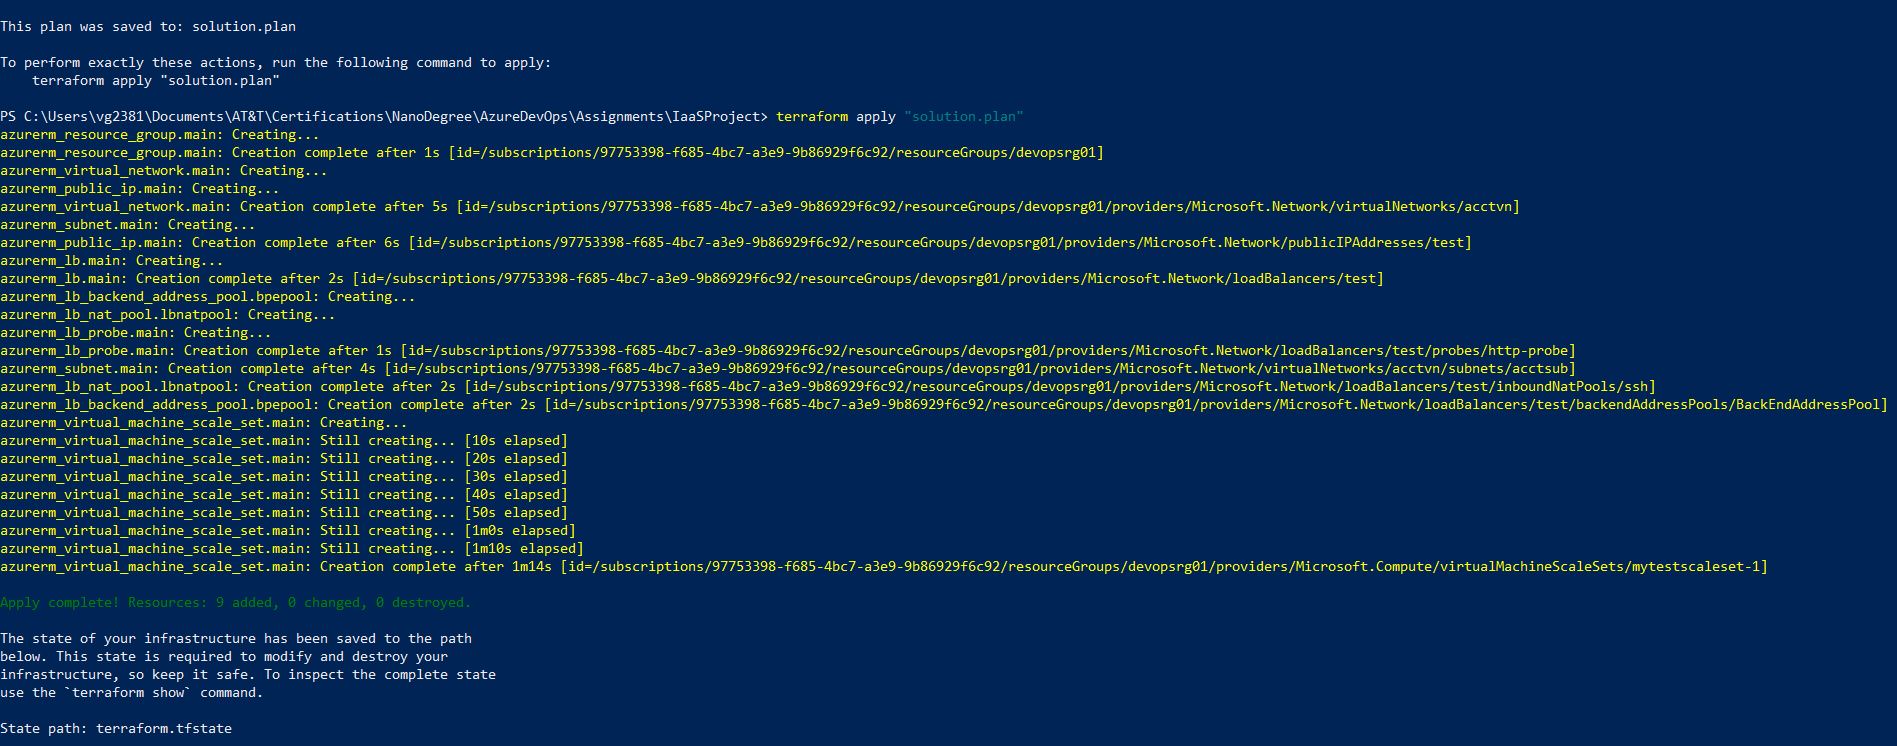 This plan was saved to: solution.plan
To perform exactly these actions, run the following command to apply:
terraform apply "solution.plan"
PS C:\Users\vg2381\Documents\AT&T\Certifications\NanoDegree\AzureDevOps\Assignments\IaaSProject> terraform apply "solution.plan"
azurerm_resource_group.main: Creating...
azurerm_resource_group.main: Creation complete after 1s [id=/subscriptions/97753398-f685-4bc7-a3e9-9b86929f6c92/resourceGroups/devopsrg01]
azurerm_virtual_network.main: Creating...
azurerm_public_ip.main: Creating...
azurerm_virtual_network.main: Creation complete after 5s [id=/subscriptions/97753398-f685-4bc7-a3e9-9b86929f6c92/resourceGroups/devopsrg01/providers/Microsoft.Network/virtualNetworks/acctvn]
azurerm_subnet.main: Creating...
azurerm_public_ip.main: Creation complete after 6s [id=/subscriptions/97753398-f685-4bc7-a3e9-9b86929f6c92/resourceGroups/devopsrg01/providers/Microsoft.Network/publicIPAddresses/test]
azurerm_lb.main: Creating...
azurerm_lb.main: Creation complete after 2s [id=/subscriptions/97753398-f685-4bc7-a3e9-9b86929f6c92/resourceGroups/devopsrg01/providers/Microsoft.Network/loadBalancers/test]
azurerm_lb_backend_address_pool.bpepool: Creating...
azurerm_lb_nat_pool.lbnatpool: Creating...
azurerm_lb_probe.main: Creating...
azurerm_lb_probe.main: Creation complete after 1s [id=/subscriptions/97753398-f685-4bc7-a3e9-9b86929f6c92/resourceGroups/devopsrg01/providers/Microsoft.Network/loadBalancers/test/probes/http-probe]
azurerm_subnet.main: Creation complete after 4s [id=/subscriptions/97753398-f685-4bc7-a3e9-9b86929f6c92/resourceGroups/devopsrg01/providers/Microsoft.Network/virtualNetworks/acctvn/subnets/acctsub]
azurerm_lb_nat_pool.lbnatpool: Creation complete after 2s [id=/subscriptions/97753398-f685-4bc7-a3e9-9b86929f6c92/resourceGroups/devopsrg01/providers/Microsoft.Network/loadBalancers/test/inboundNatPools/ssh]
azurerm_lb_backend_address_pool.bpepool: Creation complete after 2s [id=/subscriptions/97753398-f685-4bc7-a3e9-9b86929f6c92/resourceGroups/devopsrg01/providers/Microsoft.Network/loadBalancers/test/backendAddressPools/BackEndAddressPool]
azurerm_virtual_machine_scale_set.main: Creating...
azurerm_virtual_machine_scale_set.main: Still creating... [10s elapsed]
azurerm_virtual_machine_scale_set.main: Still creating... [20s elapsed]
azurerm_virtual_machine_scale_set.main: Still creating... [30s elapsed]
azurerm_virtual_machine_scale_set.main: Still creating... [40s elapsed]
azurerm_virtual_machine_scale_set.main: Still creating... [50s elapsed]
azurerm_virtual_machine_scale_set.main: Still creating... [1m0s elapsed]
azurerm_virtual_machine_scale_set.main: Still creating... [1m10s elapsed]
azurerm_virtual_machine_scale_set.main: Creation complete after 1m14s [id=/subscriptions/97753398-f685-4bc7-a3e9-9b86929f6c92/resourceGroups/devopsrg01/providers/Microsoft.Compute/virtualMachineScaleSets/mytestscaleset-1]
Apply complete! Resources: 9 added, 0 changed, 0 destroyed.
The state of your infrastructure has been saved to the path
below. This state is required to modify and destroy your
infrastructure, so keep it safe. To inspect the complete state
use the `terraform show` command.
State path: terraform.tfstate